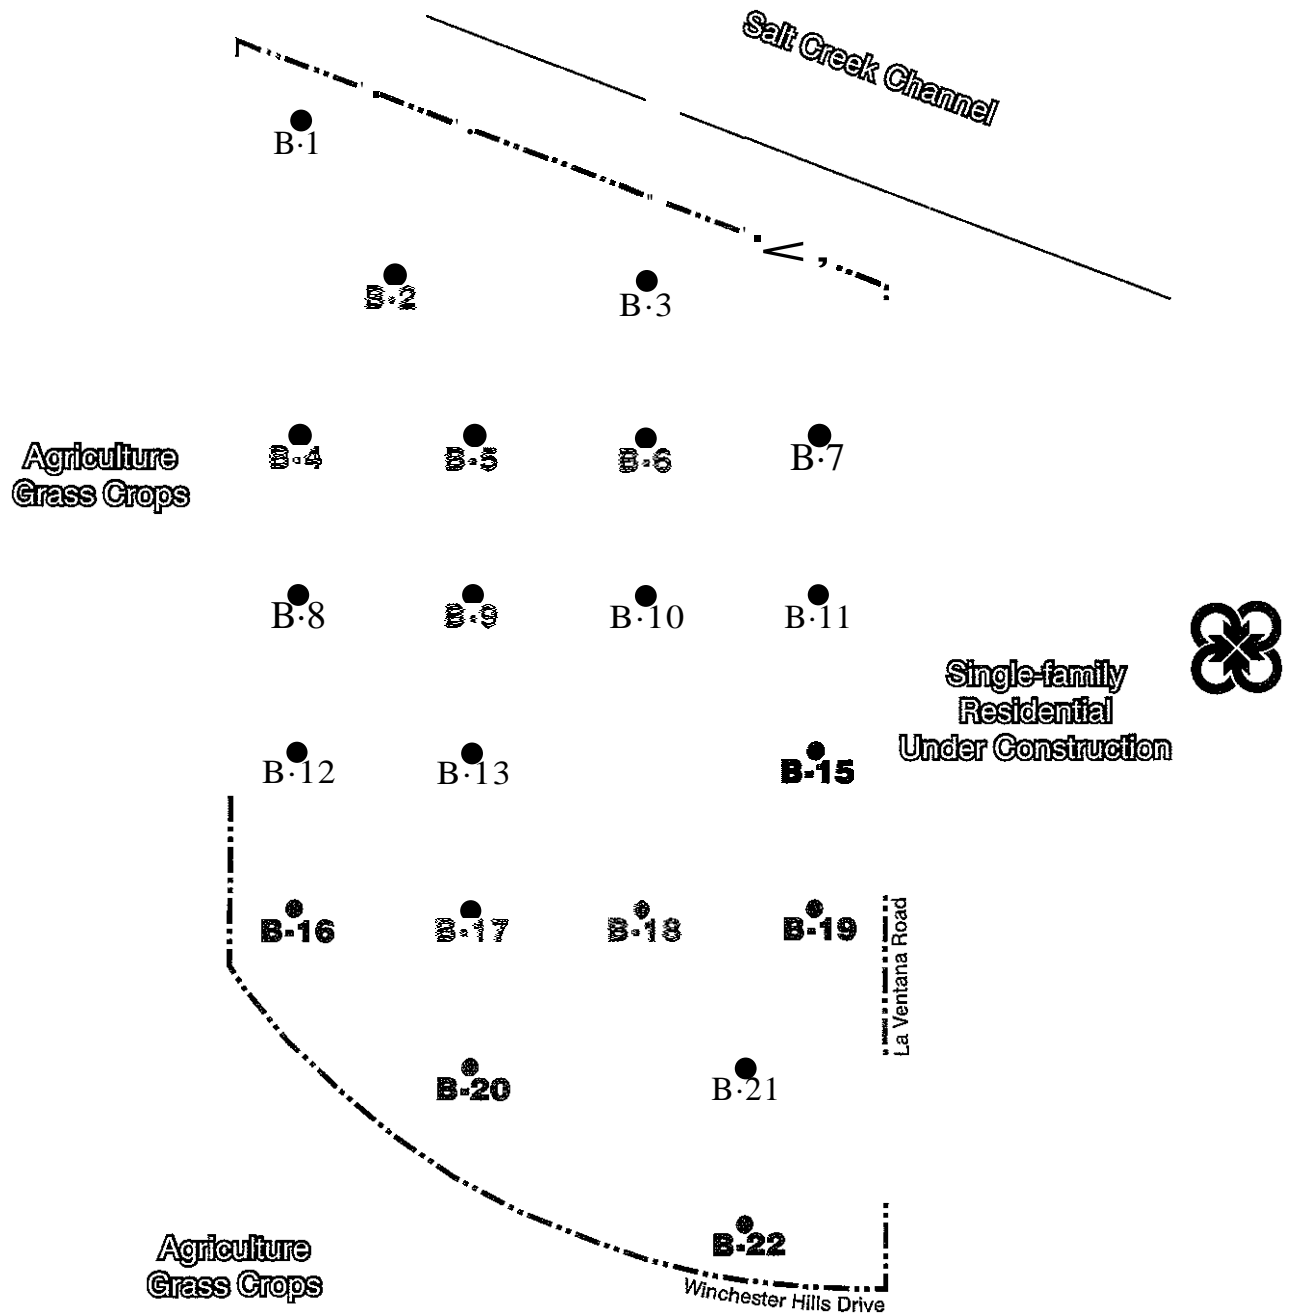 Salt Creek Channel
B·1
B·2
B·3
Agriculture
Grass Crops
B·4
B·5
B·6
B·7
B·8
B·9
B·10
B·11
Single-family
Residential
Under Construction
B·12
B·13
B-15
B-16
B-17
B-18
B-19
La Ventana Road
B-20
B·21
B-22
Agriculture
Grass Crops
Winchester Hills Drive